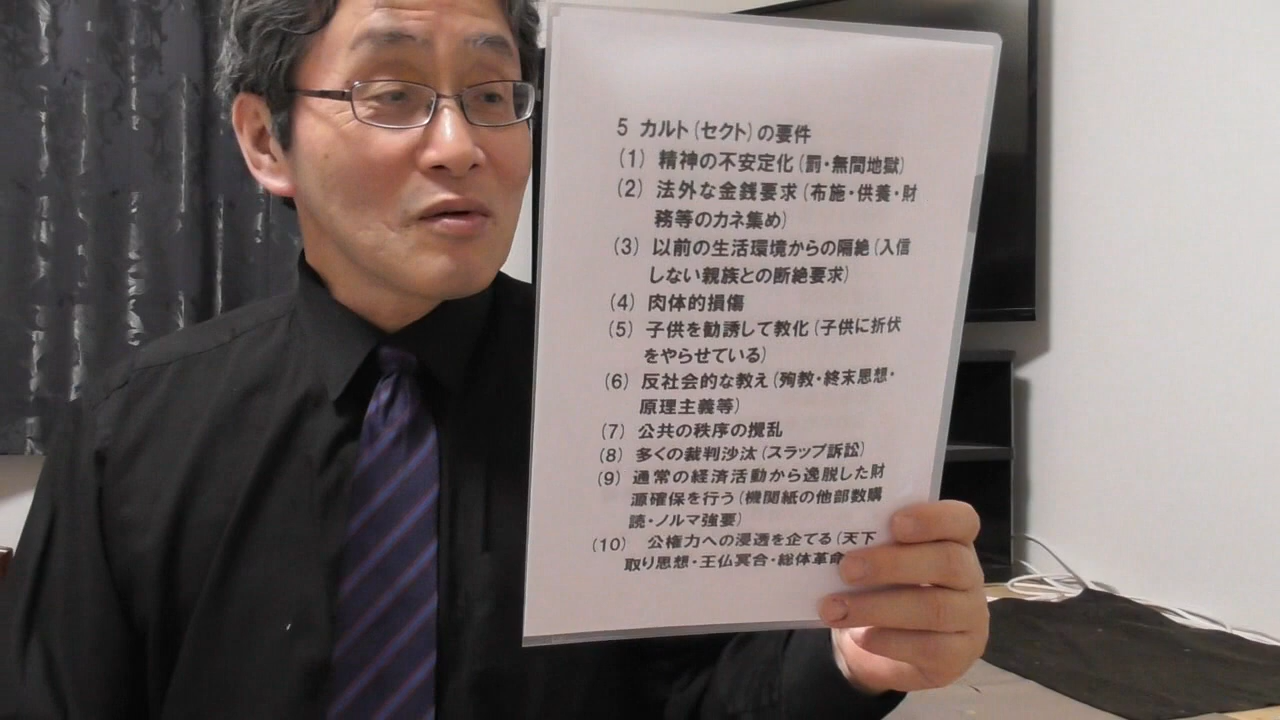 5 カルト(セクト)の要件
(1) 精神の不安定化(罰・無間地獄)
(2) 法外な金銭要求(布施・供養・財
務等のカネ集め)
(3) 以前の生活環境からの隔絶(入信
しない親族との断絶要求)
(4) 肉体的損傷
(5) 子供を勧誘して教化(子供に折伏
をやらせている)
(6) 反社会的な教え(殉教・終末思想・
原理主義等)
(7) 公共の秩序の攪乱
(8) 多くの裁判沙汰(スラップ訴訟)
(9) 通常の経済活動から逸脱した財
源確保を行う(機関紙の他部数購
読・ノルマ強要)
(10) 公権力への浸透を企てる(天下
取り思想・王仏冥合・総体革命